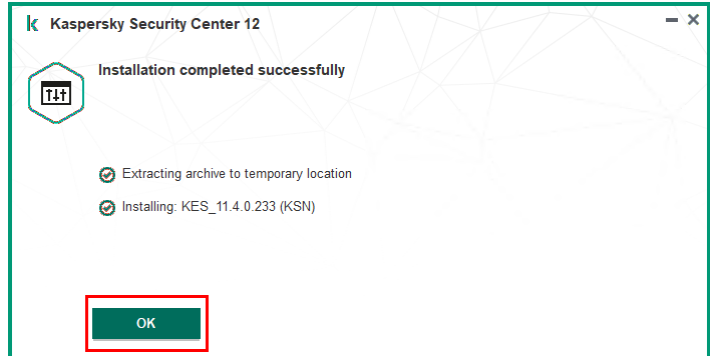 Kaspersky Security Center 12
Installation completed successfully
Extracting archive to temporary location
Installing: KES_11.4.0.233 (KSN)
OK